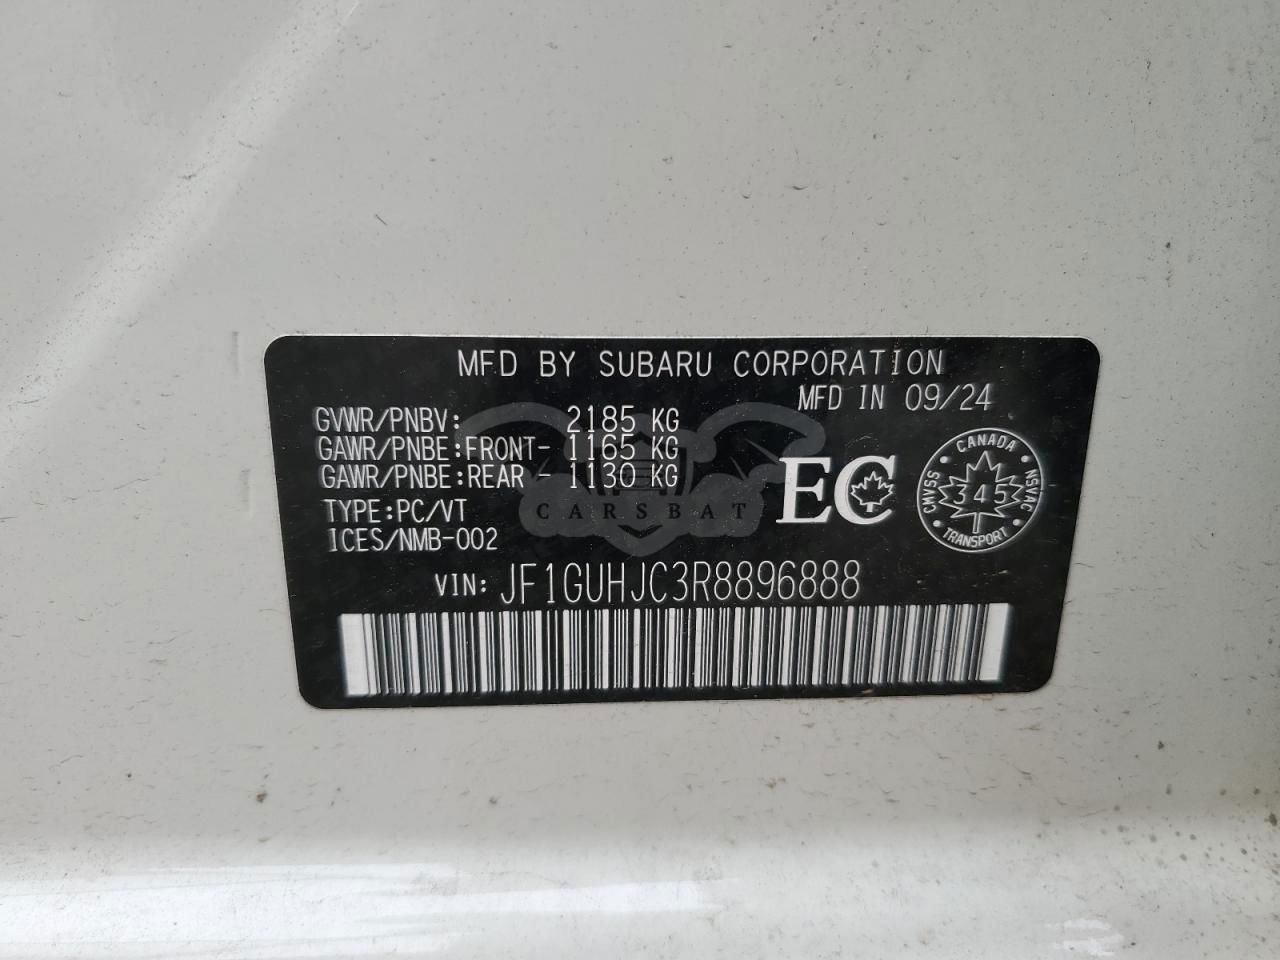 MFD BY SUBARU CORPORATION
MFD IN 09/24
GVWR/PNBV: 2185 KG
GAWR/PNBE:FRONT- 1165 KG
GAWR/PNBE:REAR - 1130 KG
TYPE:PC/VT
ICES/NMB-002
CARSBAT
EC
CANADA
CMVSS
345
NSVAC
TRANSPORT
VIN: JF1GUHJC3R8896888